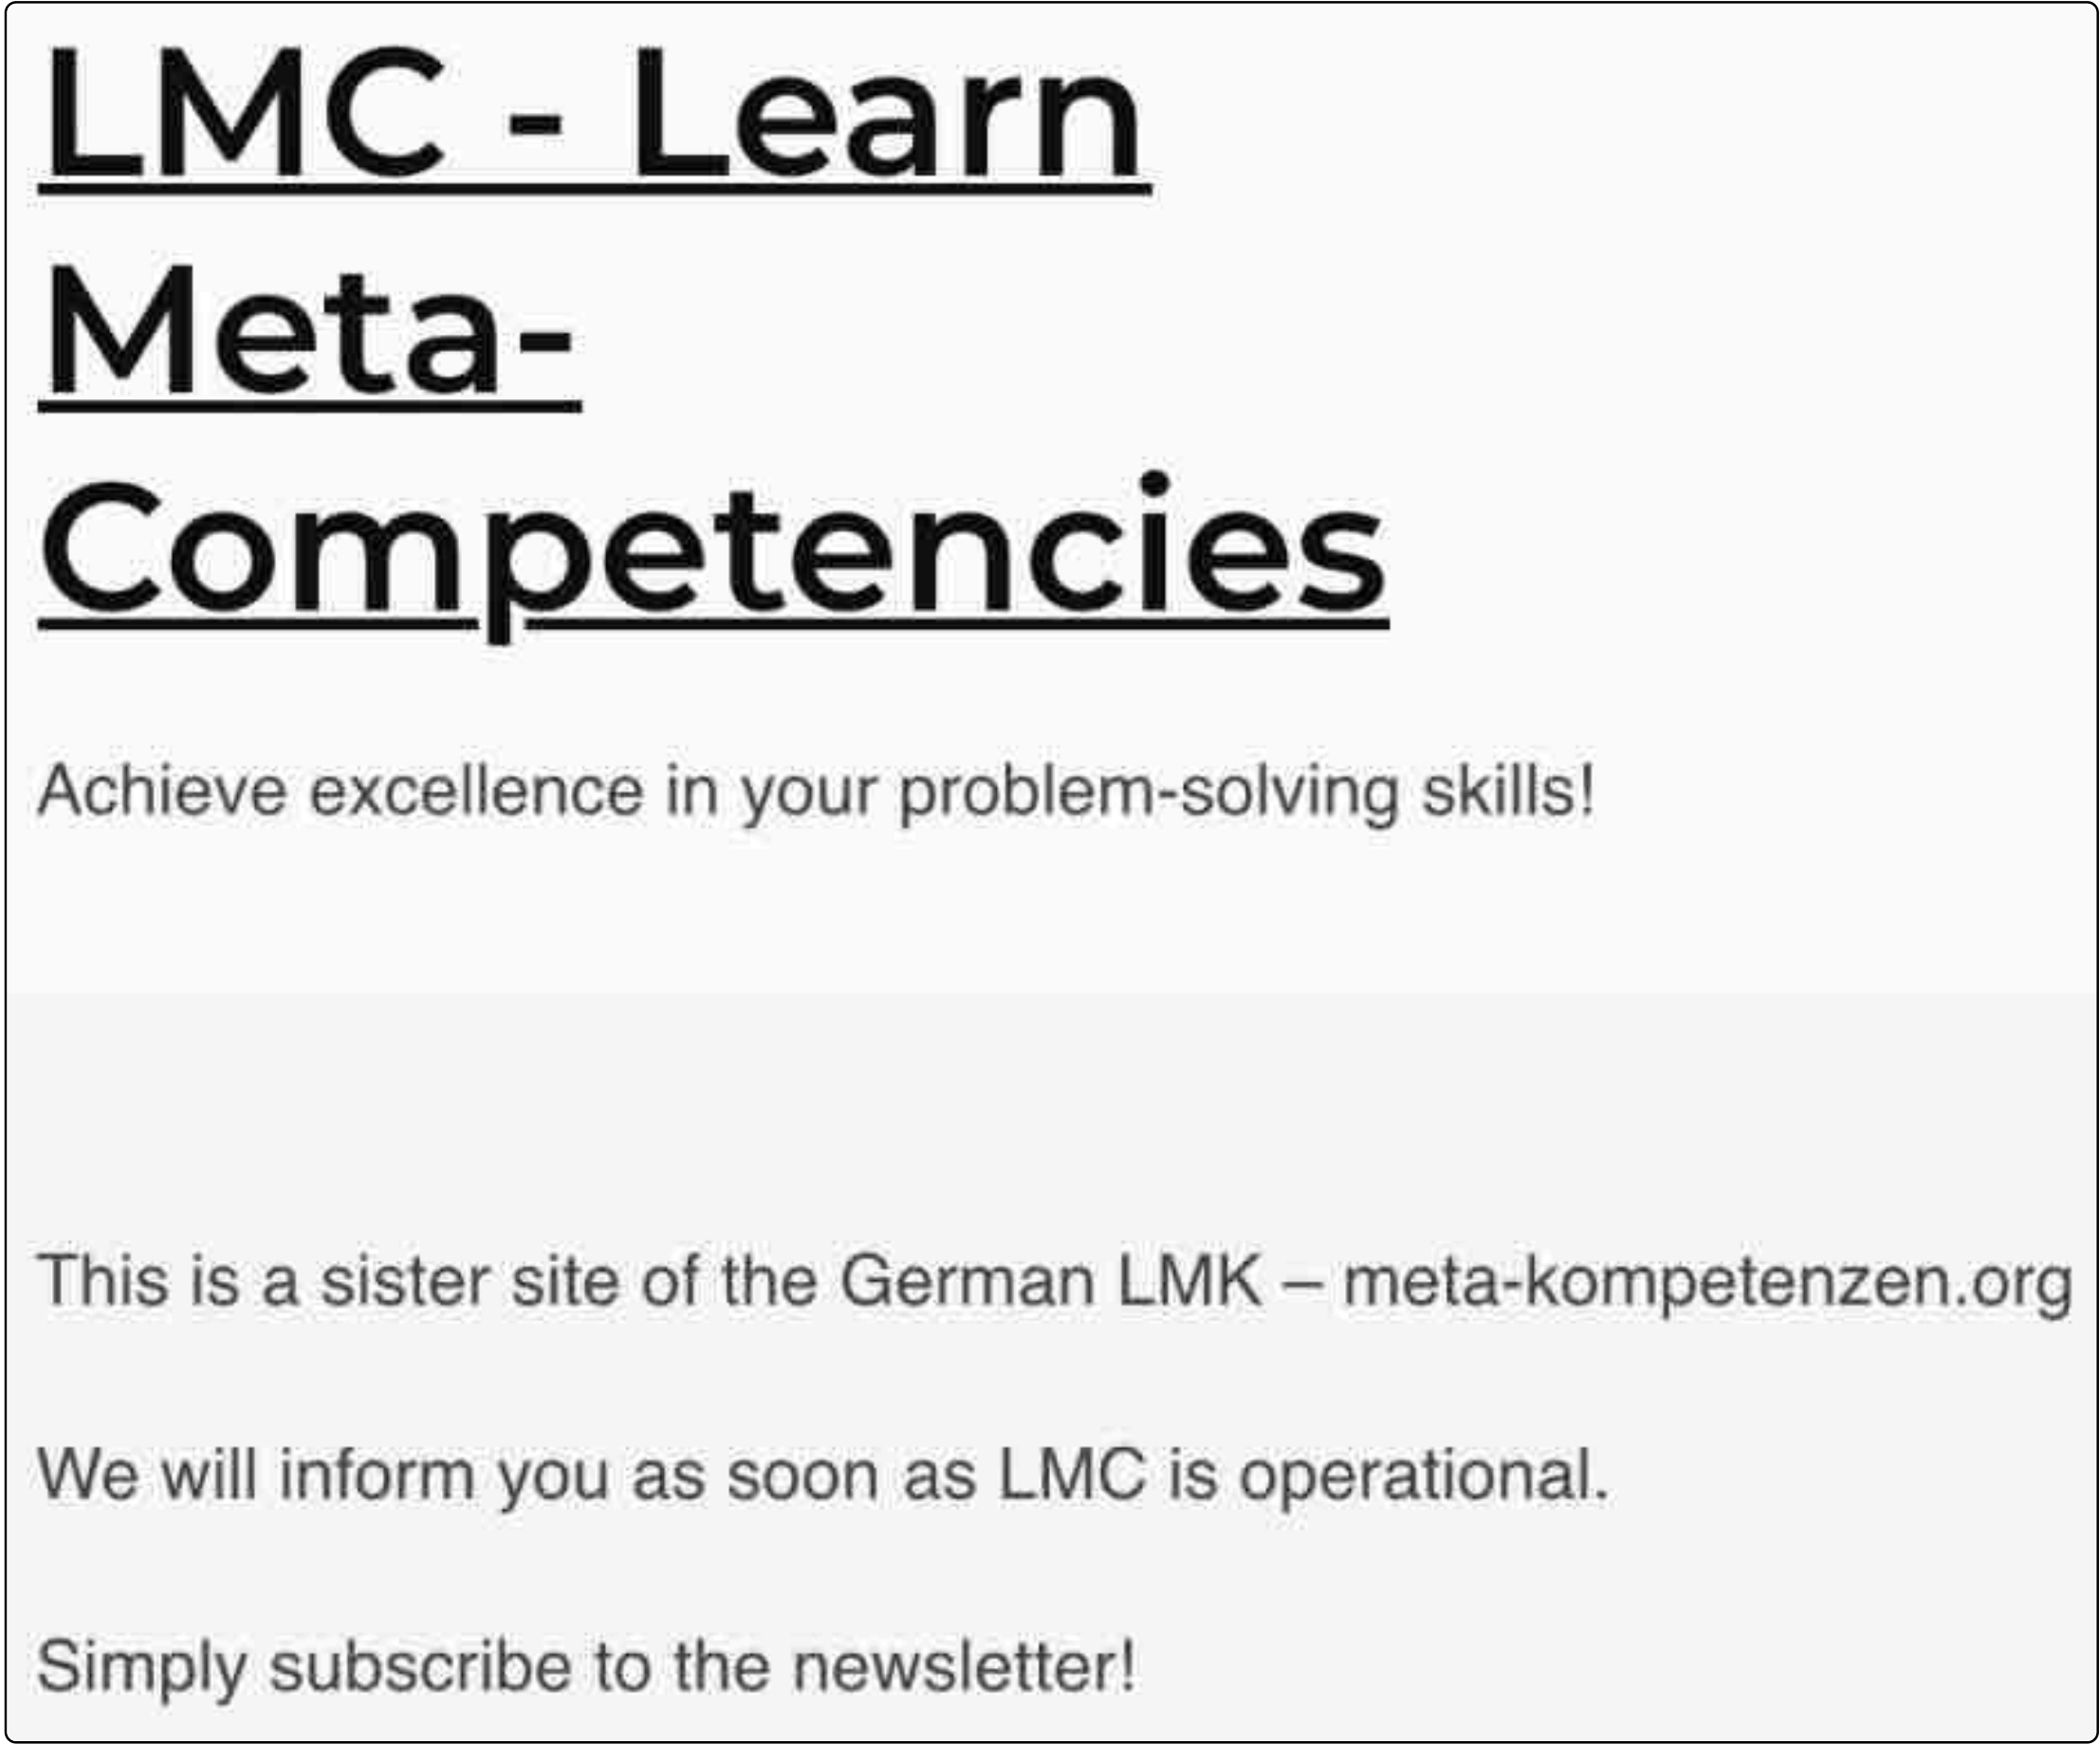 LMC - Learn
Meta-
Competencies
Achieve excellence in your problem-solving skills!
This is a sister site of the German LMK – meta-kompetenzen.org
We will inform you as soon as LMC is operational.
Simply subscribe to the newsletter!